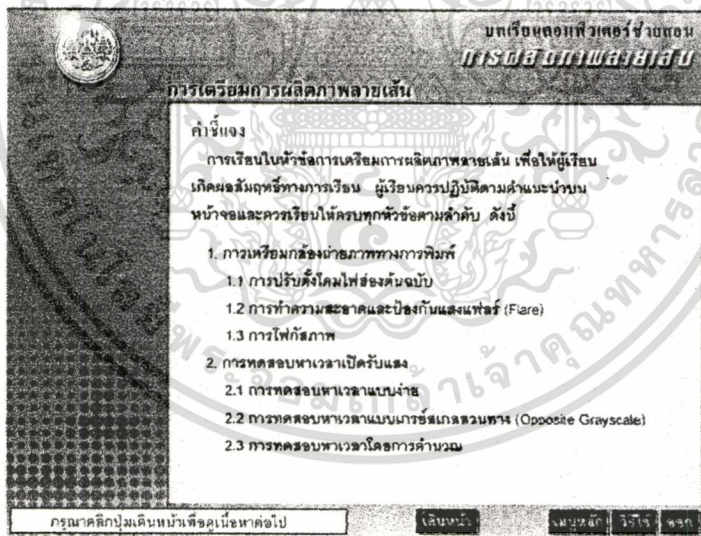 บทเรียนคอมพิวเตอร์ช่วยสอน
การผลิตภาพลายเส้น
การเตรียมการผลิตภาพลายเส้น
คำชี้แจง
การเรียนในหัวข้อการเตรียมการผลิตภาพลายเส้น เพื่อให้ผู้เรียน
เกิดผลสัมฤทธิ์ทางการเรียน ผู้เรียนควรปฏิบัติตามคำแนะนำบน
หน้าจอและควรเรียนให้ครบทุกหัวข้อตามลำดับ ดังนี้
1. การเตรียมกล้องถ่ายภาพทางการพิมพ์
1.1 การปรับตั้งโคมไฟส่องต้นฉบับ
1.2 การทำความสะอาดและป้องกันแสงแฟลร์ (Flare)
1.3 การโฟกัสภาพ
2. การทดสอบหาเวลาเปิดรับแสง
2.1 การทดสอบหาเวลาแบบง่าย
2.2 การทดสอบหาเวลาแบบเกรย์สเกลสวนทาง (Opposite Grayscale)
2.3 การทดสอบหาเวลาโดยการคำนวณ
กรุณาคลิกปุ่มเดินหน้าเพื่อดูเนื้อหาต่อไป
เดินหน้า
เมนูหลัก
วิธีใช้
ออก